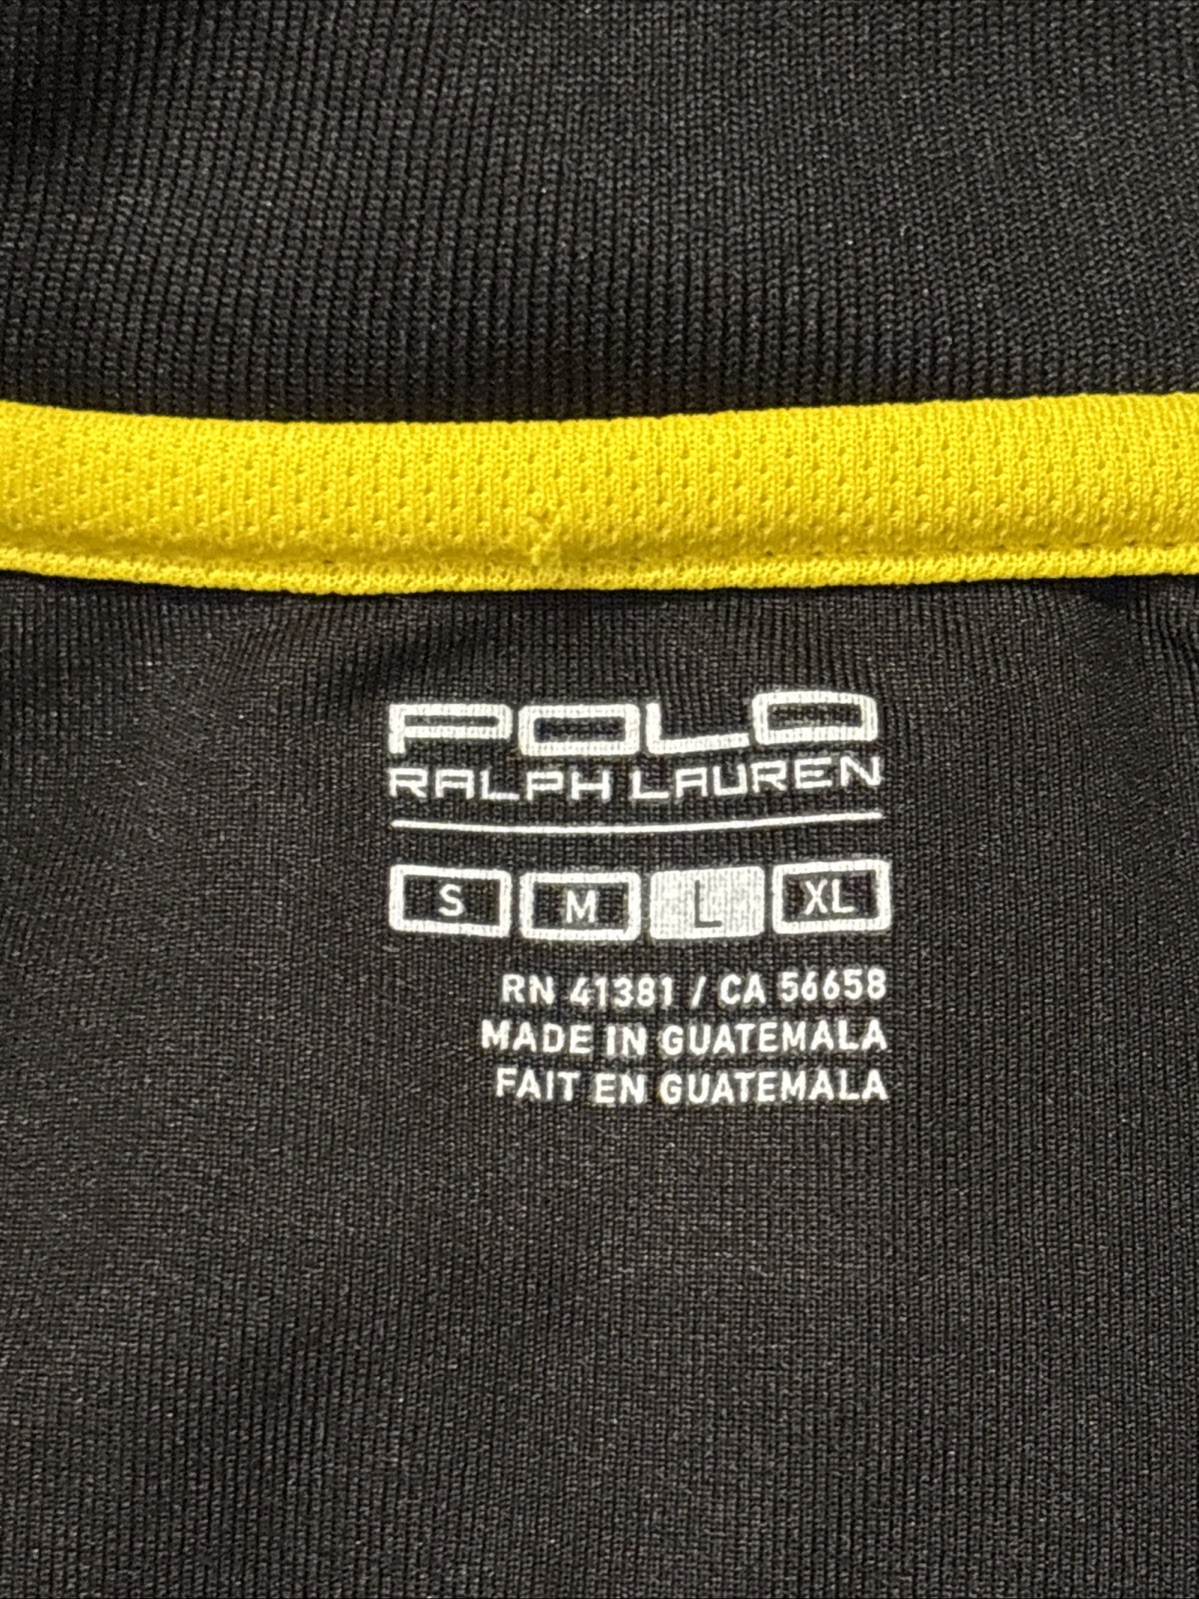 POLO
RALPH LAUREN
S M L XL
RN 41381 / CA 56658
MADE IN GUATEMALA
FAIT EN GUATEMALA